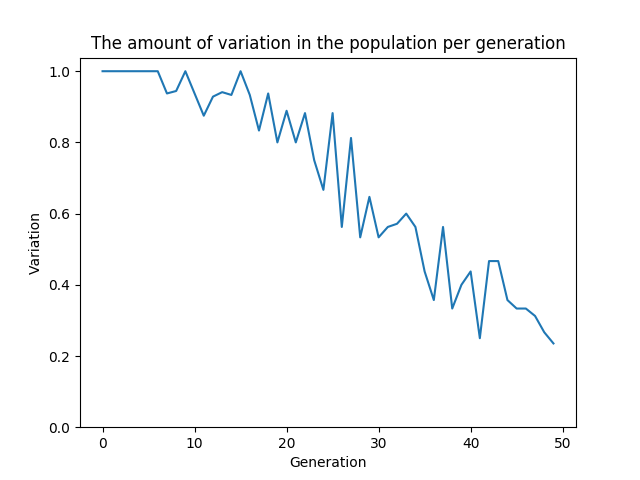 The amount of variation in the population per generation
1.0
0.8
0.6
0.4
0.2
0.0
Variation
0 10 20 30 40 50
Generation